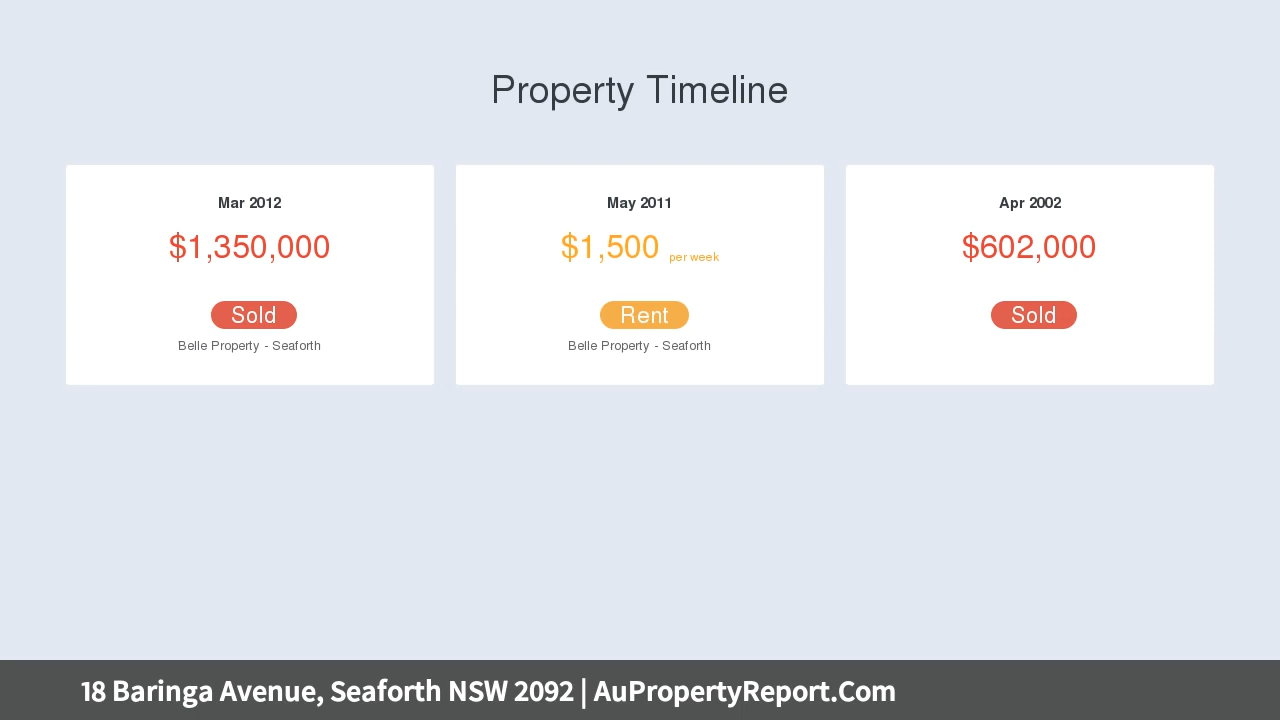 Property Timeline
Mar 2012
$1,350,000
Sold
Belle Property - Seaforth
May 2011
$1,500 per week
Rent
Belle Property - Seaforth
Apr 2002
$602,000
Sold
18 Baringa Avenue, Seaforth NSW 2092 | AuPropertyReport.Com